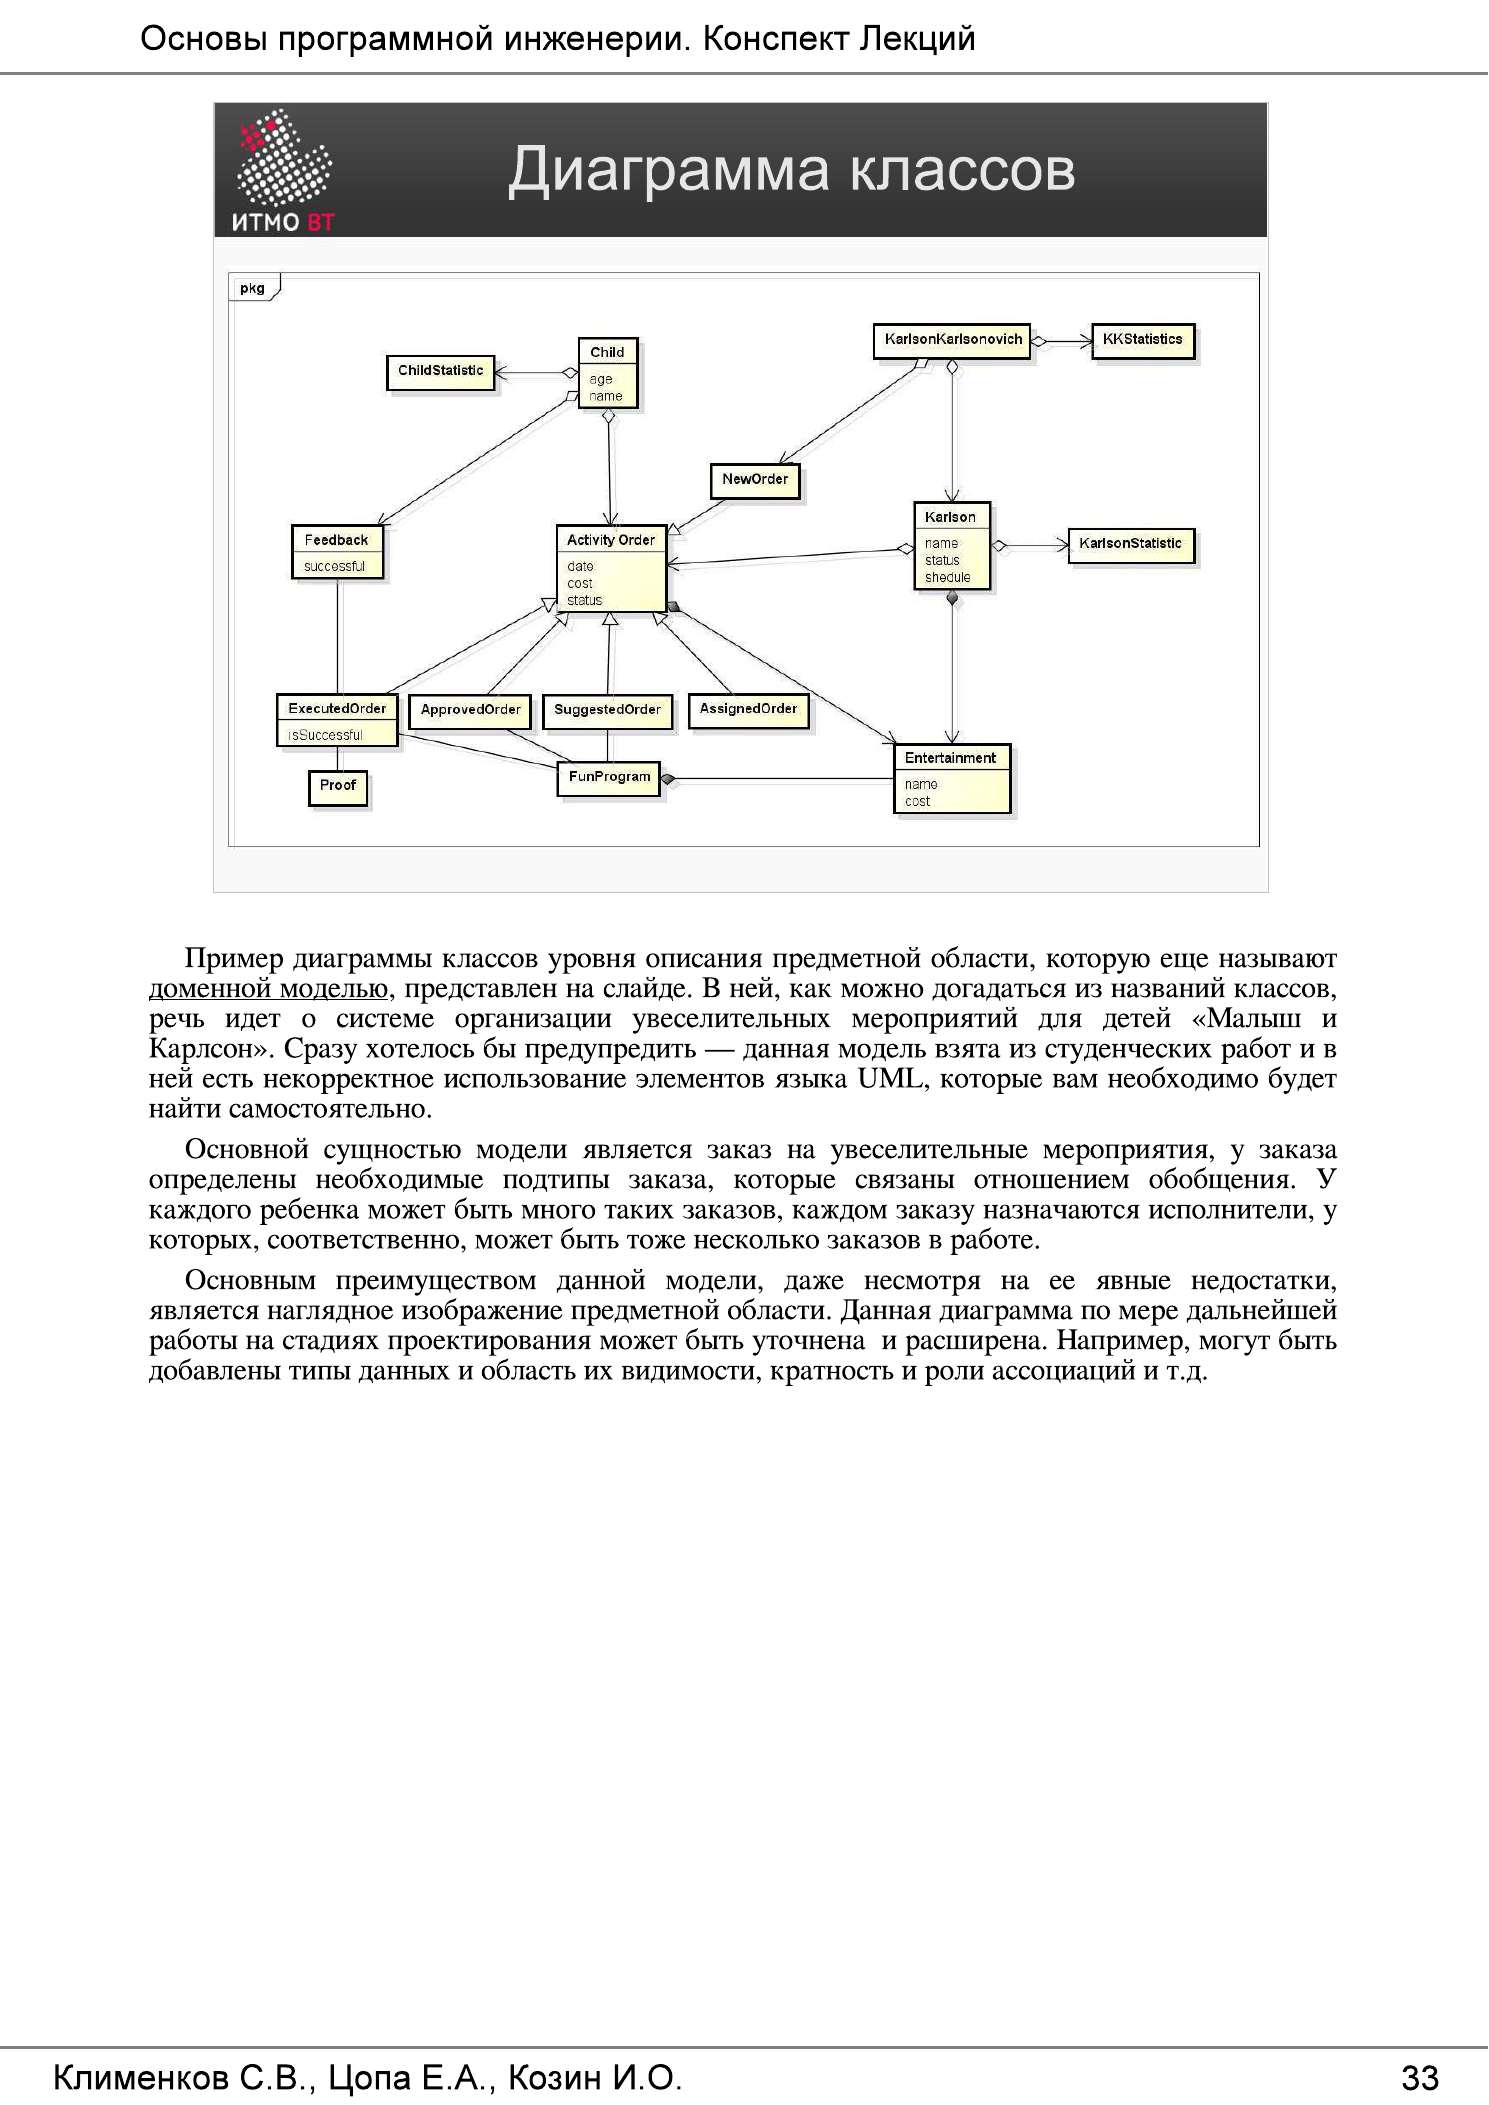 Основы программной инженерии. Конспект Лекций
Диаграмма классов
ИТМО ВТ
pkg
KarlsonKarlsonovich
KKStatistics
Child
age
name
ChildStatistic
NewOrder
Karlson
name
status
shedule
KarlsonStatistic
Feedback
successful
Activity Order
date
cost
status
ExecutedOrder
isSuccessful
ApprovedOrder
SuggestedOrder
AssignedOrder
Entertainment
name
cost
FunProgram
Proof
Пример диаграммы классов уровня описания предметной области, которую еще называют
доменной моделью, представлен на слайде. В ней, как можно догадаться из названий классов,
речь идет о системе организации увеселительных мероприятий для детей «Малыш и
Карлсон». Сразу хотелось бы предупредить — данная модель взята из студенческих работ и в
ней есть некорректное использование элементов языка UML, которые вам необходимо будет
найти самостоятельно.
Основной сущностью модели является заказ на увеселительные мероприятия, у заказа
определены необходимые подтипы заказа, которые связаны отношением обобщения. У
каждого ребенка может быть много таких заказов, каждом заказу назначаются исполнители, у
которых, соответственно, может быть тоже несколько заказов в работе.
Основным преимуществом данной модели, даже несмотря на ее явные недостатки,
является наглядное изображение предметной области. Данная диаграмма по мере дальнейшей
работы на стадиях проектирования может быть уточнена и расширена. Например, могут быть
добавлены типы данных и область их видимости, кратность и роли ассоциаций и т.д.
Клименков С.В., Цопа Е.А., Козин И.О.
33